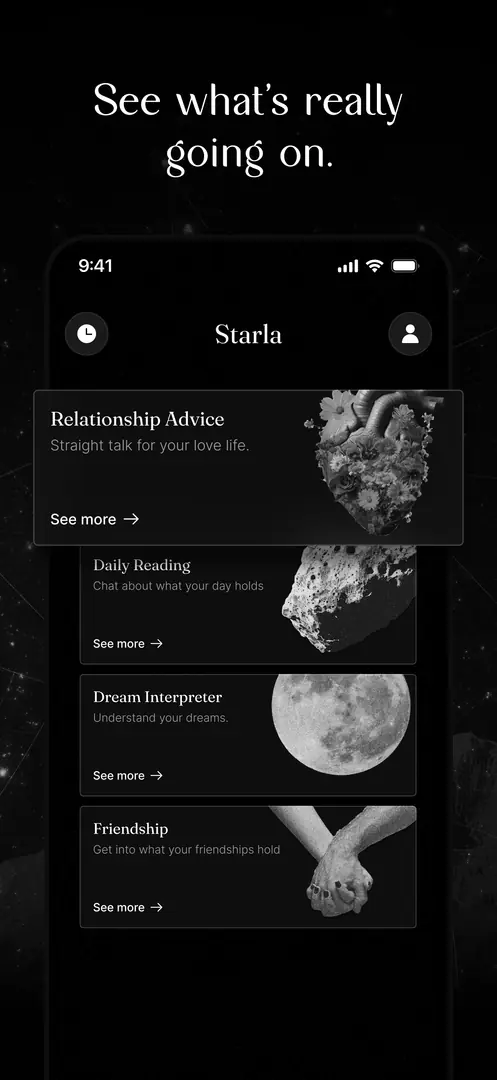 See what's really
going on.
9:41
Starla
Relationship Advice
Straight talk for your love life.
See more →
Daily Reading
Chat about what your day holds
See more →
Dream Interpreter
Understand your dreams.
See more →
Friendship
Get into what your friendships hold
See more →